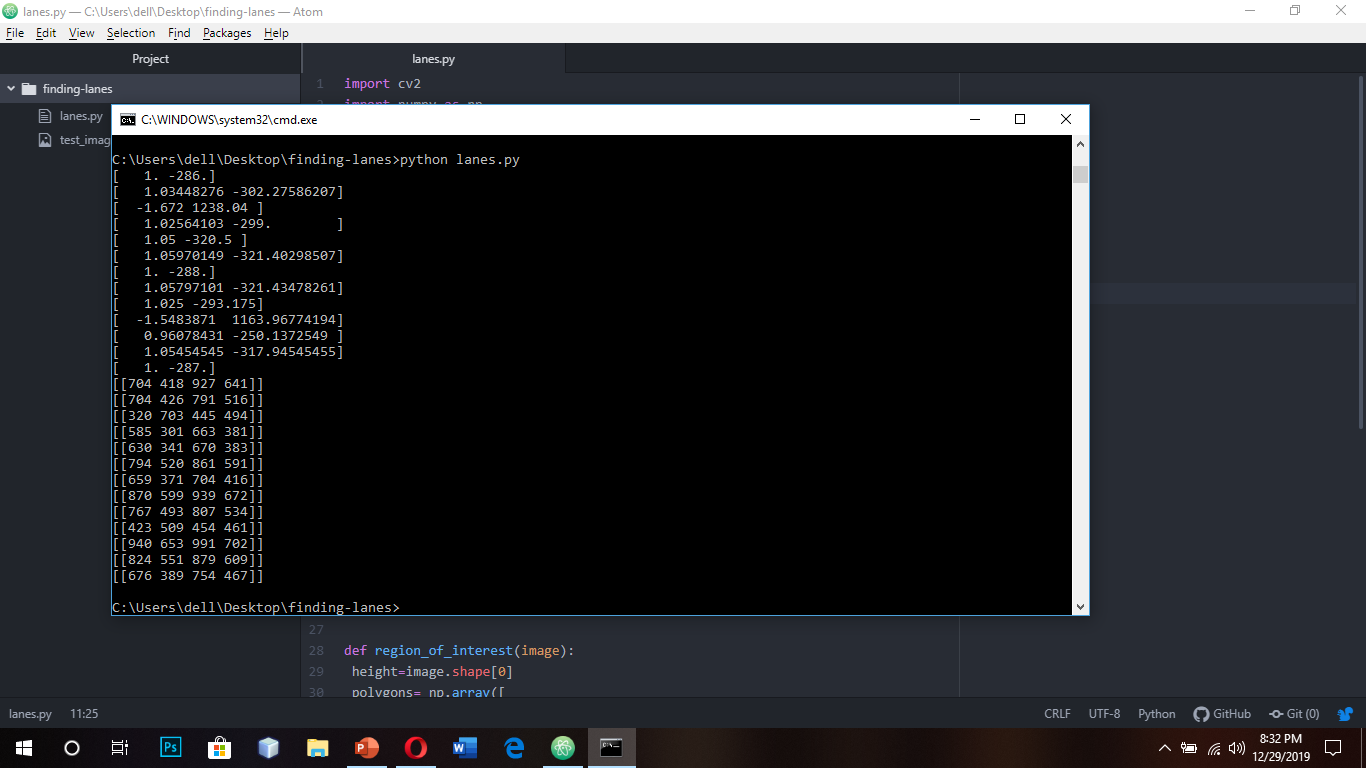 lanes.py — C:\Users\dell\Desktop\finding-lanes — Atom
File Edit View Selection Find Packages Help
Project
lanes.py
finding-lanes
lanes.py
test_imag
1 import cv2
import numpy as np
C:\WINDOWS\system32\cmd.exe
C:\Users\dell\Desktop\finding-lanes>python lanes.py
[   1. -286.]
[   1.03448276 -302.27586207]
[  -1.672 1238.04 ]
[   1.02564103 -299.        ]
[   1.05 -320.5 ]
[   1.05970149 -321.40298507]
[   1. -288.]
[   1.05797101 -321.43478261]
[   1.025 -293.175]
[  -1.5483871  1163.96774194]
[   0.96078431 -250.1372549 ]
[   1.05454545 -317.94545455]
[   1. -287.]
[[704 418 927 641]]
[[704 426 791 516]]
[[320 703 445 494]]
[[585 301 663 381]]
[[630 341 670 383]]
[[794 520 861 591]]
[[659 371 704 416]]
[[870 599 939 672]]
[[767 493 807 534]]
[[423 509 454 461]]
[[940 653 991 702]]
[[824 551 879 609]]
[[676 389 754 467]]
C:\Users\dell\Desktop\finding-lanes>
27
28 def region_of_interest(image):
29 height=image.shape[0]
30 polygons= np.array([
lanes.py 11:25 CRLF UTF-8 Python GitHub Git (0)
Ps
8:32 PM
12/29/2019